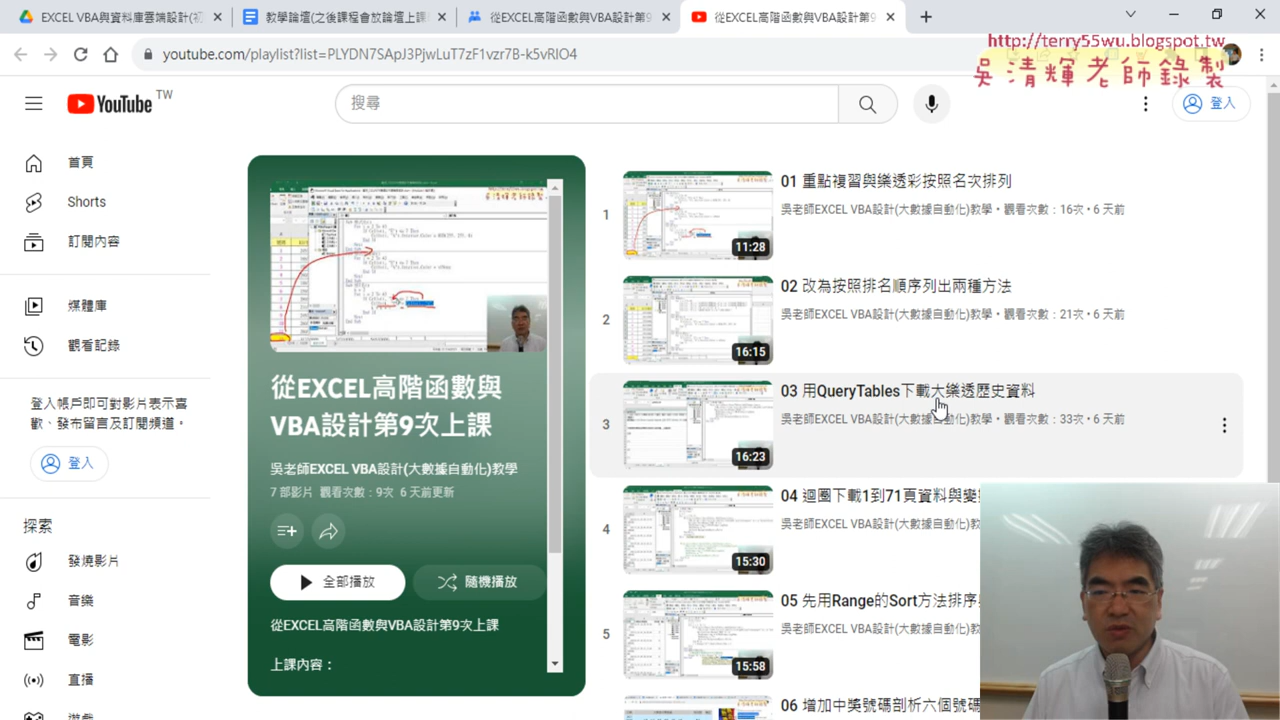 EXCEL VBA與資料庫雲端設計(初
教學論壇(之後課程會放論壇上課
從EXCEL高階函數與VBA設計第9
從EXCEL高階函數與VBA設計第9
youtube.com/playlist?list=PLYDN7SApJ3PjwLuT7zF1vzr7B-k5vRIO4
http://terry55wu.blogspot.tw
吳清輝老師錄製
YouTube TW
搜尋
登入
首頁
Shorts
訂閱內容
媒體庫
觀看記錄
登入帳戶即可對影片表示喜
歡、發布留言及訂閱頻道。
登入
探索
發燒影片
音樂
電影
直播
遊戲
從EXCEL高階函數與
VBA設計第9次上課
吳老師EXCEL VBA設計(大數據自動化)教學
7 部影片 觀看次數：9次 6 天前更新
全部播放
隨機播放
從EXCEL高階函數與VBA設計第9次上課
上課內容：
1
11:28
01 重點複習與樂透彩按照名次排列
吳老師EXCEL VBA設計(大數據自動化)教學 • 觀看次數：16次 • 6 天前
2
16:15
02 改為按照排名順序列出兩種方法
吳老師EXCEL VBA設計(大數據自動化)教學 • 觀看次數：21次 • 6 天前
3
16:23
03 用QueryTables下載大樂透歷史資料
吳老師EXCEL VBA設計(大數據自動化)教學 • 觀看次數：33次 • 6 天前
4
15:30
04 迴圈下載1到71頁資料與變
吳老師EXCEL VBA設計(大數據自動化)教
5
15:58
05 先用Range的Sort方法排序
吳老師EXCEL VBA設計(大數據自動化)教
06 增加中獎號碼剖析六個號碼